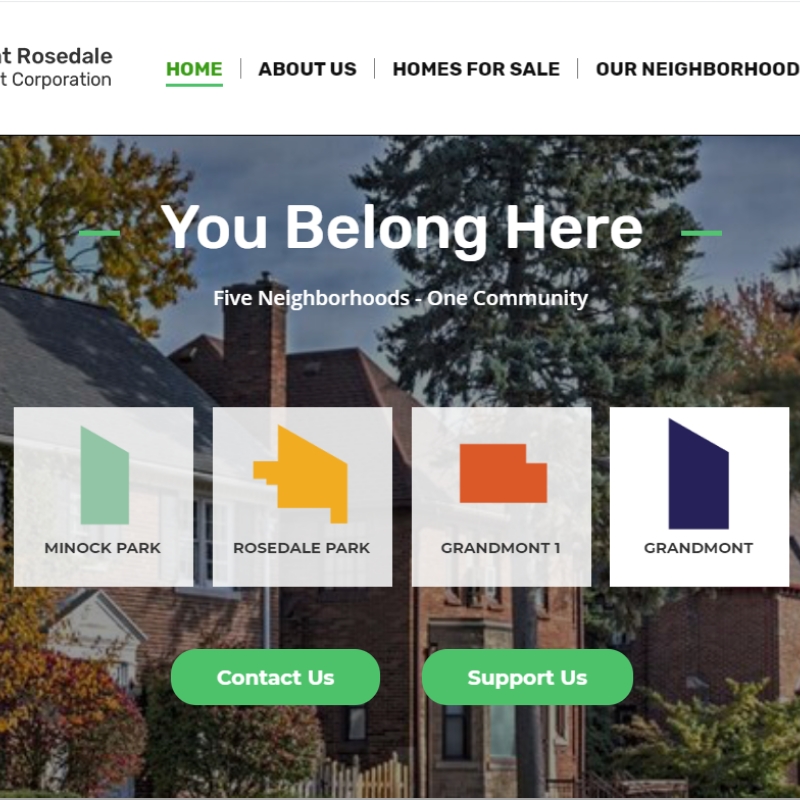 t Rosedale
t Corporation
HOME ABOUT US HOMES FOR SALE OUR NEIGHBORHOOD
You Belong Here
Five Neighborhoods - One Community
MINOCK PARK ROSEDALE PARK GRANDMONT 1 GRANDMONT
Contact Us Support Us